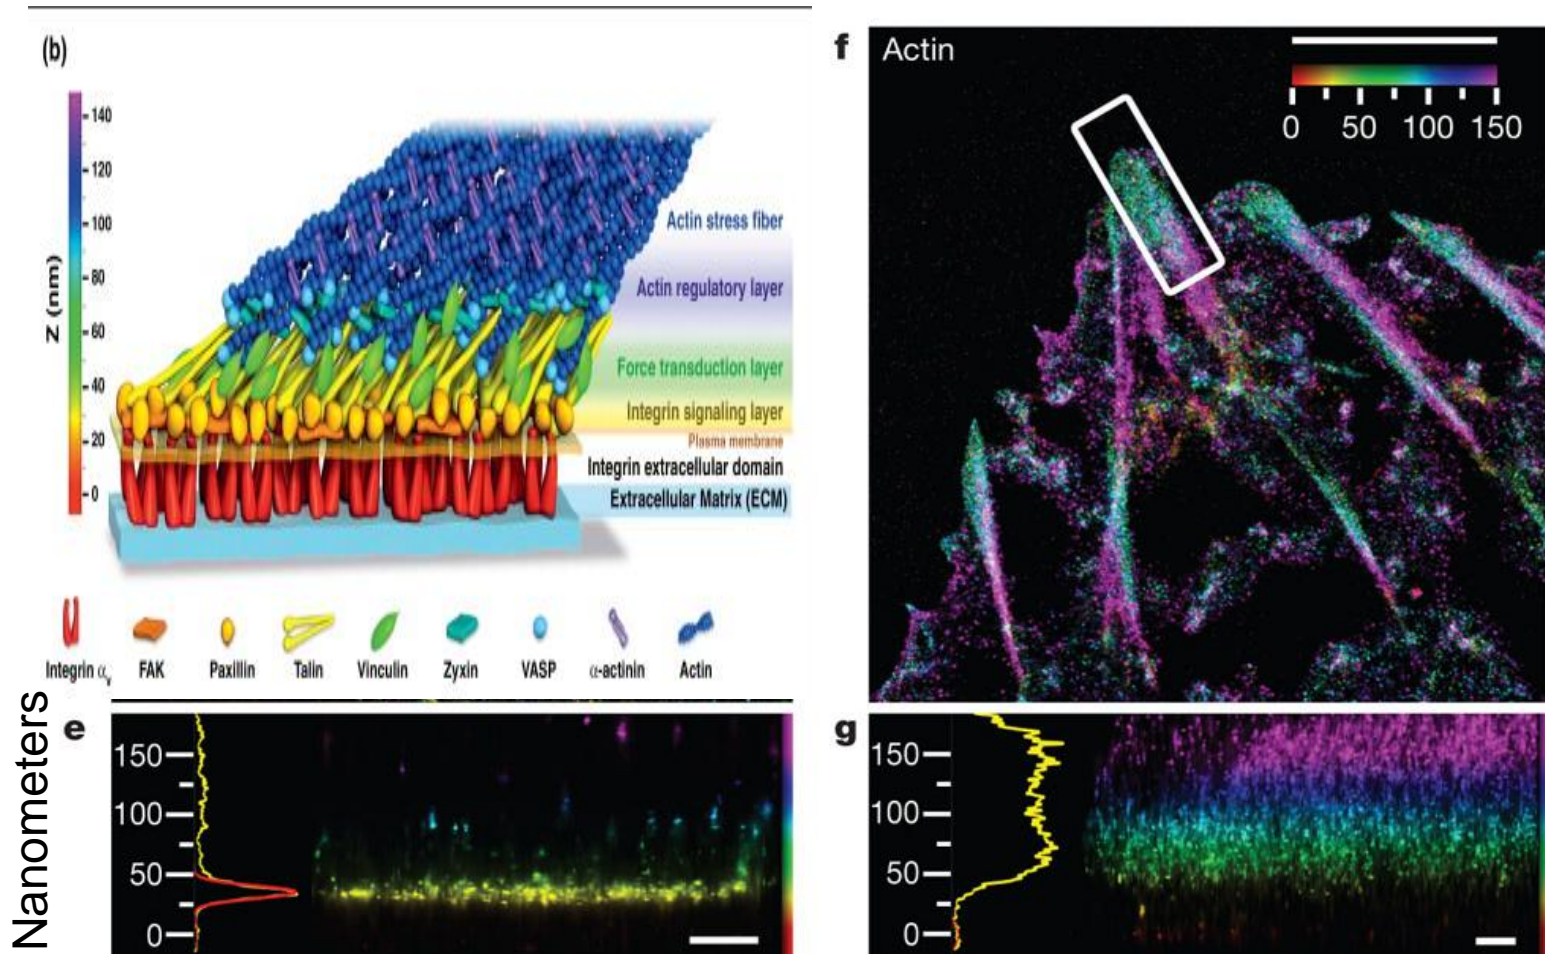 (b)
140
120
100
80
60
40
20
0
Z (nm)
Actin stress fiber
Actin regulatory layer
Force transduction layer
Integrin signaling layer
Plasma membrane
Integrin extracellular domain
Extracellular Matrix (ECM)
Integrin αv
FAK
Paxillin
Talin
Vinculin
Zyxin
VASP
α-actinin
Actin
f
Actin
0 50 100 150
Nanometers
e
150
100
50
0
g
150
100
50
0